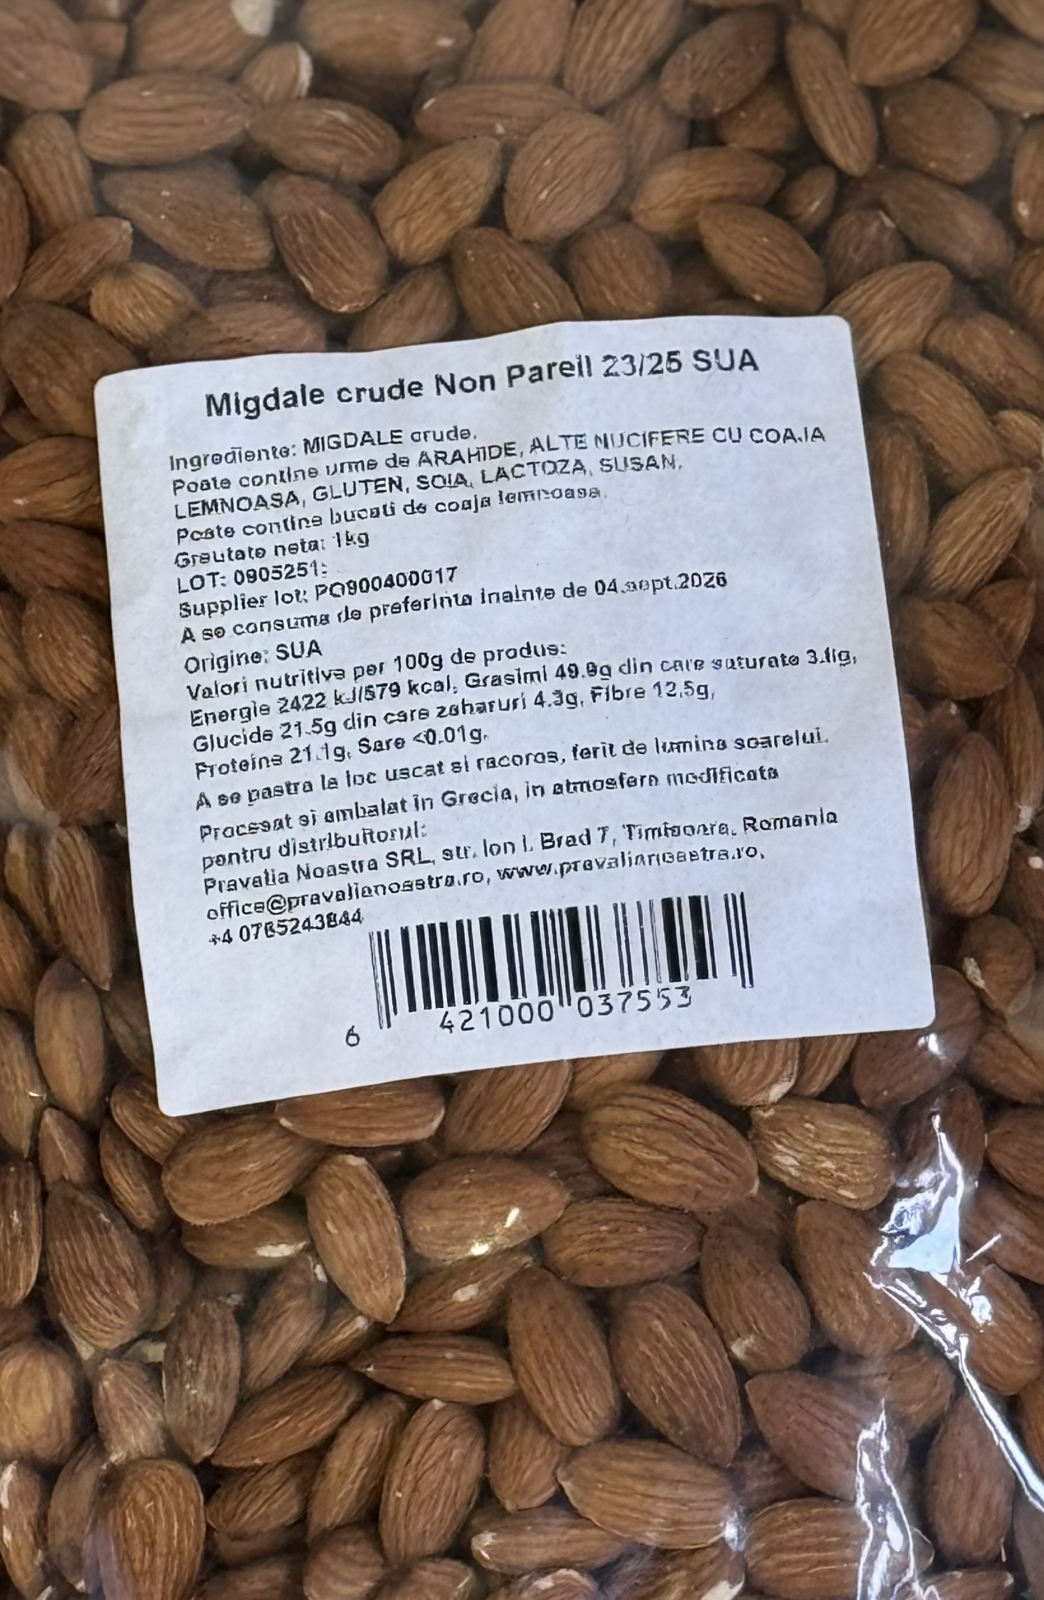 Migdale crude Non Pareil 23/25 SUA
Ingrediente: MIGDALE crude.
Poate contine urme de ARAHIDE, ALTE NUCIFERE CU COAJA
LEMNOASA, GLUTEN, SOIA, LACTOZA, SUSAN.
Poate contine bucati de coaja lemnoasa.
Greutate neta: 1kg
LOT: 0905251
Supplier lot: PO900400017
A se consuma de preferinta inainte de 04.sept.2026
Origine: SUA
Valori nutritive per 100g de produs:
Energie 2422 kJ/579 kcal, Grasimi 49.9g din care saturate
Glucide 21.5g din care zaharuri Fibre 12,5g,
Proteine 21.1g, Sare <0.01g.
A se pastra la loc uscat si racoros, ferit de lumina soarelui.
Procesat si ambalat in Grecia, in atmosfera modificata
pentru distribuitorul:
Pravalia Noastra SRL, str. Ion I. Brad 7, Timisoara, Romania
office@pravalianoastra.ro, www.pravalianoastra.ro,
+4 0765243844
6 421000 037553